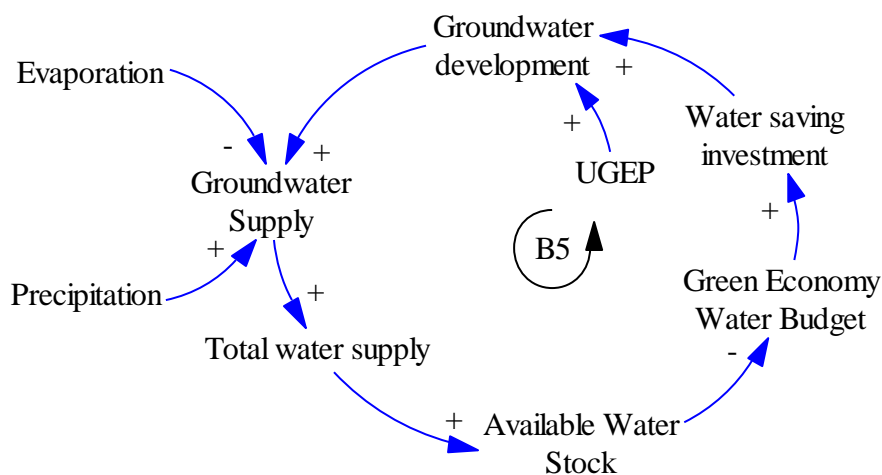 Groundwater
development
+
Evaporation
-
+
Groundwater
Supply
+
Precipitation
+
Total water supply
+
Available Water
Stock
-
Green Economy
Water Budget
+
Water saving
investment
+
UGEP
+
B5